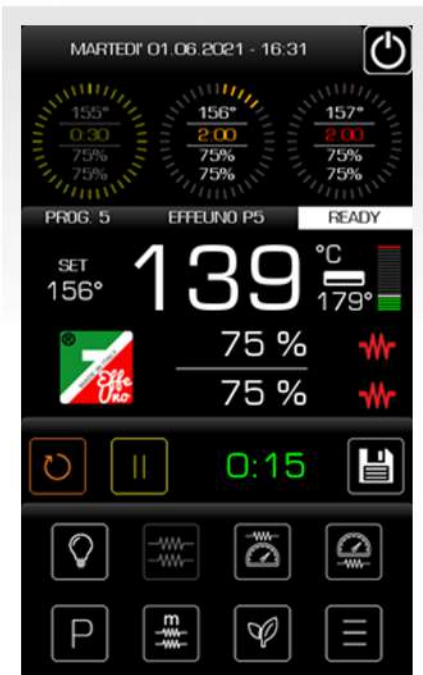 MARTEDI' 01.06.2021 - 16:31
155° 156° 157°
0:30 2:00 2:00
75% 75% 75%
75% 75% 75%
PROG. 5 EFFEUNO P5 READY
SET 139 °C
156° 179°
75 %
75 %
®
Effe
Uno
0:15
m
P